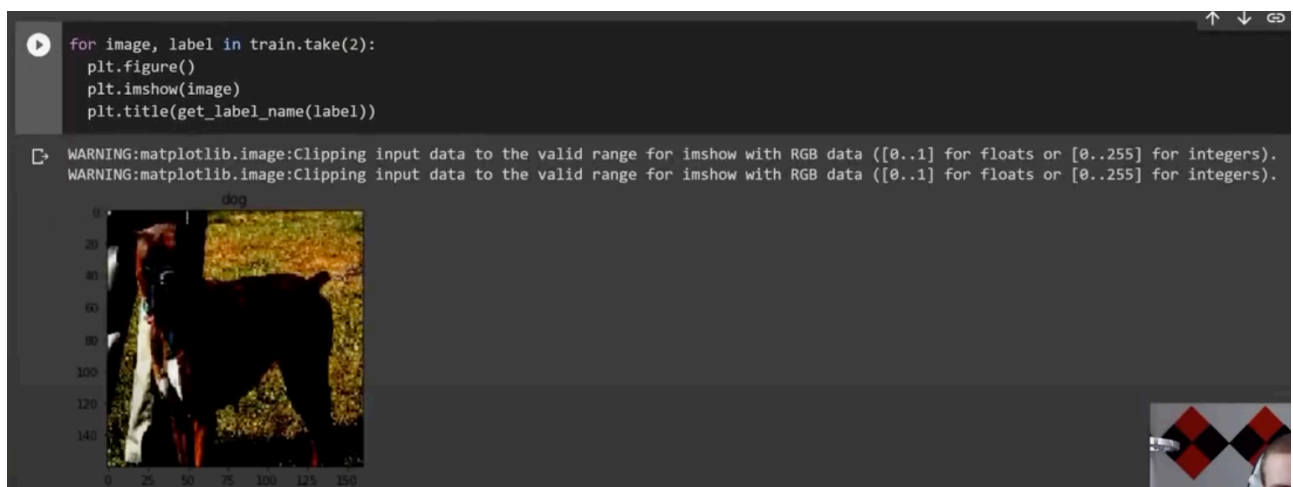 for image, label in train.take(2):
plt.figure()
plt.imshow(image)
plt.title(get_label_name(label))
WARNING:matplotlib.image:Clipping input data to the valid range for imshow with RGB data ([0..1] for floats or [0..255] for integers).
WARNING:matplotlib.image:Clipping input data to the valid range for imshow with RGB data ([0..1] for floats or [0..255] for integers).
dog
0
20
40
60
80
100
120
140
0 25 50 75 100 125 150